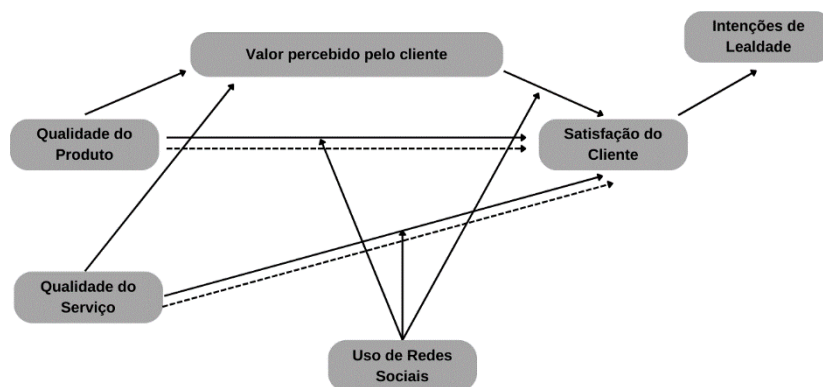 Intenções de
Lealdade
Valor percebido pelo cliente
Qualidade do
Produto
Satisfação do
Cliente
Qualidade do
Serviço
Uso de Redes
Sociais